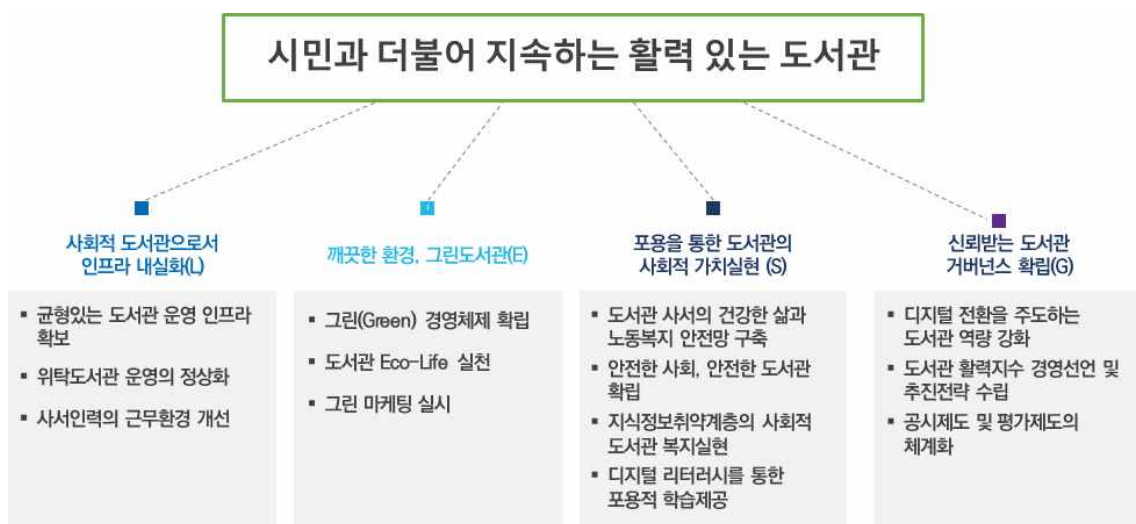 시민과 더불어 지속하는 활력 있는 도서관
사회적 도서관으로서
인프라 내실화(L)
▪ 균형있는 도서관 운영 인프라
확보
▪ 위탁도서관 운영의 정상화
▪ 사서인력의 근무환경 개선
깨끗한 환경, 그린도서관(E)
▪ 그린(Green) 경영체제 확립
▪ 도서관 Eco-Life 실천
▪ 그린 마케팅 실시
포용을 통한 도서관의
사회적 가치실현 (S)
▪ 도서관 사서의 건강한 삶과
노동복지 안전망 구축
▪ 안전한 사회, 안전한 도서관
확립
▪ 지식정보취약계층의 사회적
도서관 복지실현
▪ 디지털 리터러시를 통한
포용적 학습제공
신뢰받는 도서관
거버넌스 확립(G)
▪ 디지털 전환을 주도하는
도서관 역량 강화
▪ 도서관 활력지수 경영선언 및
추진전략 수립
▪ 공시제도 및 평가제도의
체계화